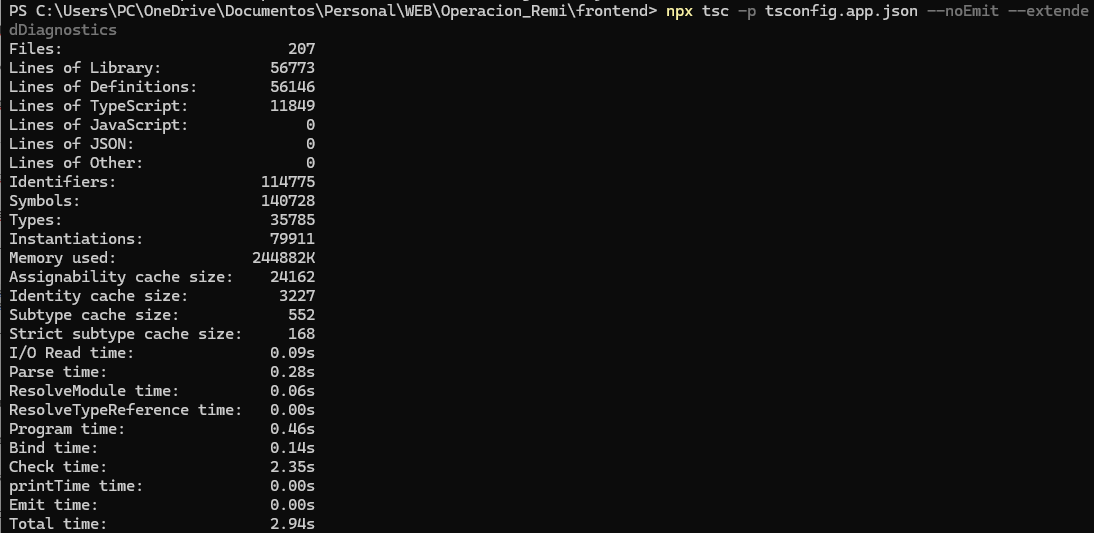 PS C:\Users\PC\OneDrive\Documentos\Personal\WEB\Operacion_Remi\frontend> npx tsc -p tsconfig.app.json --noEmit --extende
dDiagnostics
Files: 207
Lines of Library: 56773
Lines of Definitions: 56146
Lines of TypeScript: 11849
Lines of JavaScript: 0
Lines of JSON: 0
Lines of Other: 0
Identifiers: 114775
Symbols: 140728
Types: 35785
Instantiations: 79911
Memory used: 244882K
Assignability cache size: 24162
Identity cache size: 3227
Subtype cache size: 552
Strict subtype cache size: 168
I/O Read time: 0.09s
Parse time: 0.28s
ResolveModule time: 0.06s
ResolveTypeReference time: 0.00s
Program time: 0.46s
Bind time: 0.14s
Check time: 2.35s
printTime time: 0.00s
Emit time: 0.00s
Total time: 2.94s